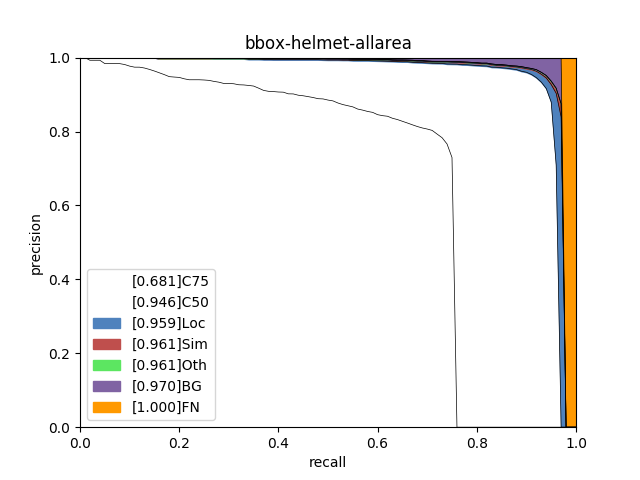 bbox-helmet-allarea
precision
1.0
0.8
0.6
0.4
0.2
0.0
[0.681]C75
[0.946]C50
[0.959]Loc
[0.961]Sim
[0.961]Oth
[0.970]BG
[1.000]FN
0.0 0.2 0.4 0.6 0.8 1.0
recall